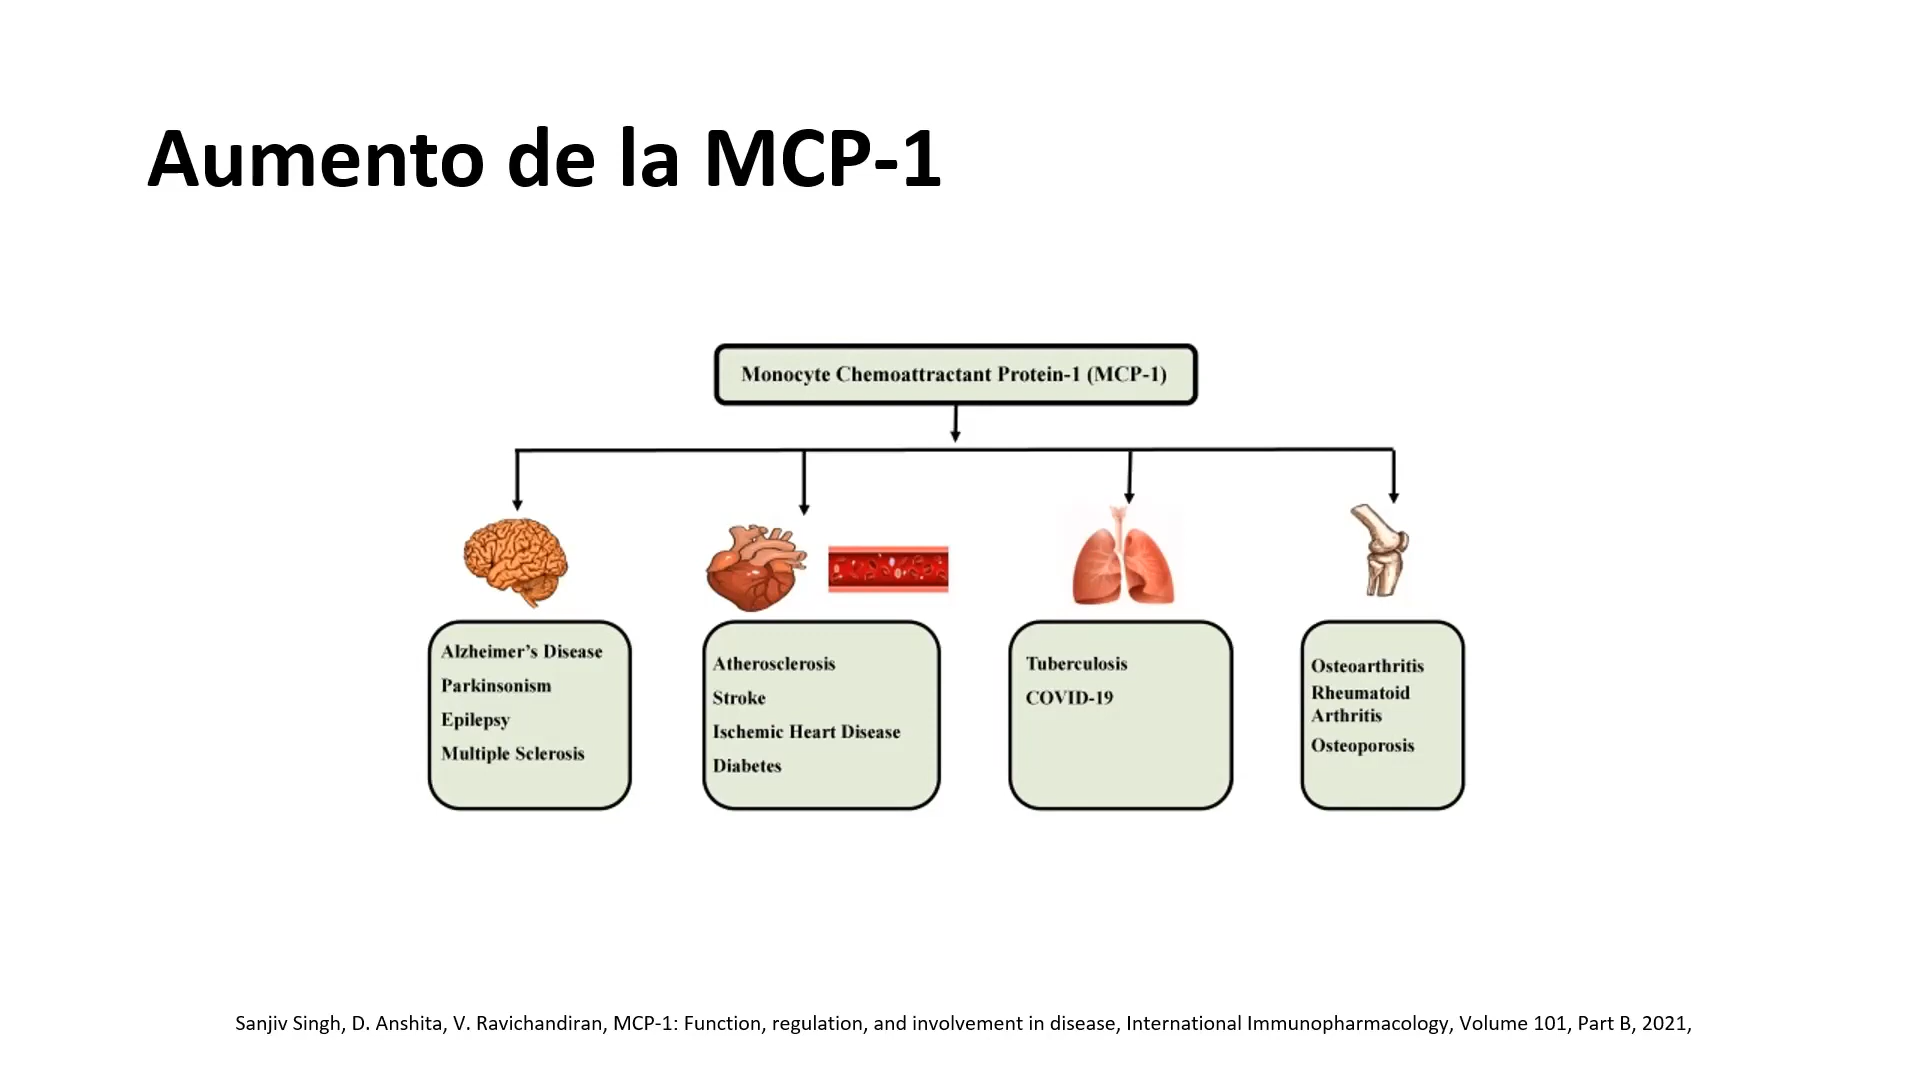 Aumento de la MCP-1
Monocyte Chemoattractant Protein-1 (MCP-1)
Alzheimer’s Disease
Parkinsonism
Epilepsy
Multiple Sclerosis
Atherosclerosis
Stroke
Ischemic Heart Disease
Diabetes
Tuberculosis
COVID-19
Osteoarthritis
Rheumatoid
Arthritis
Osteoporosis
Sanjiv Singh, D. Anshita, V. Ravichandiran, MCP-1: Function, regulation, and involvement in disease, International Immunopharmacology, Volume 101, Part B, 2021,